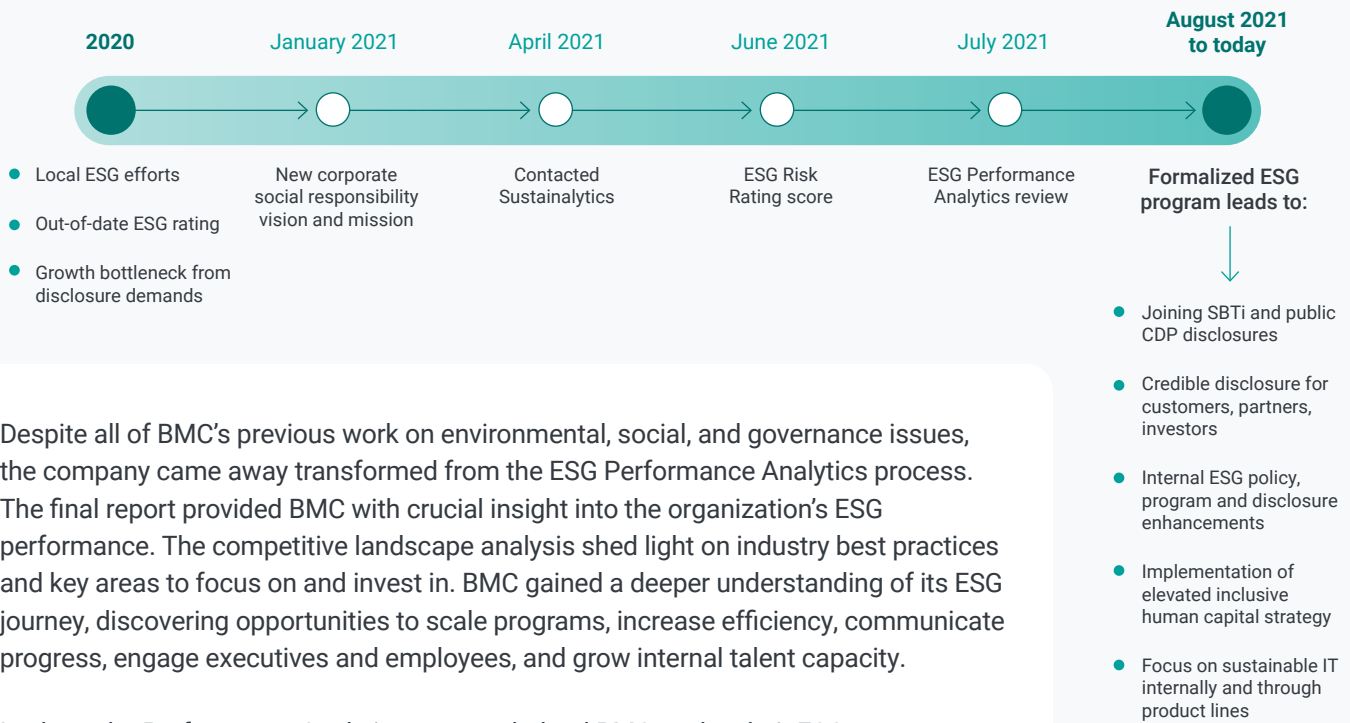 2020
January 2021
April 2021
June 2021
July 2021
August 2021
to today
Local ESG efforts
Out-of-date ESG rating
Growth bottleneck from
disclosure demands
New corporate
social responsibility
vision and mission
Contacted
Sustainalytics
ESG Risk
Rating score
ESG Performance
Analytics review
Formalized ESG
program leads to:
Joining SBTi and public
CDP disclosures
Credible disclosure for
customers, partners,
investors
Internal ESG policy,
program and disclosure
enhancements
Implementation of
elevated inclusive
human capital strategy
Focus on sustainable IT
internally and through
product lines
Despite all of BMC’s previous work on environmental, social, and governance issues,
the company came away transformed from the ESG Performance Analytics process.
The final report provided BMC with crucial insight into the organization’s ESG
performance. The competitive landscape analysis shed light on industry best practices
and key areas to focus on and invest in. BMC gained a deeper understanding of its ESG
journey, discovering opportunities to scale programs, increase efficiency, communicate
progress, engage executives and employees, and grow internal talent capacity.